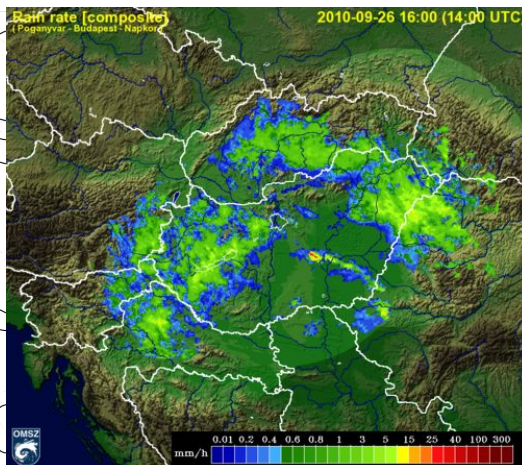 Rain rate [composite]
( Poganyvar - Budapest - Napkor )
2010-09-26 16:00 (14:00 UTC
OMSZ
0.01 0.2 0.4 0.6 0.8 1 3 5 15 25 40 100 300
mm/h